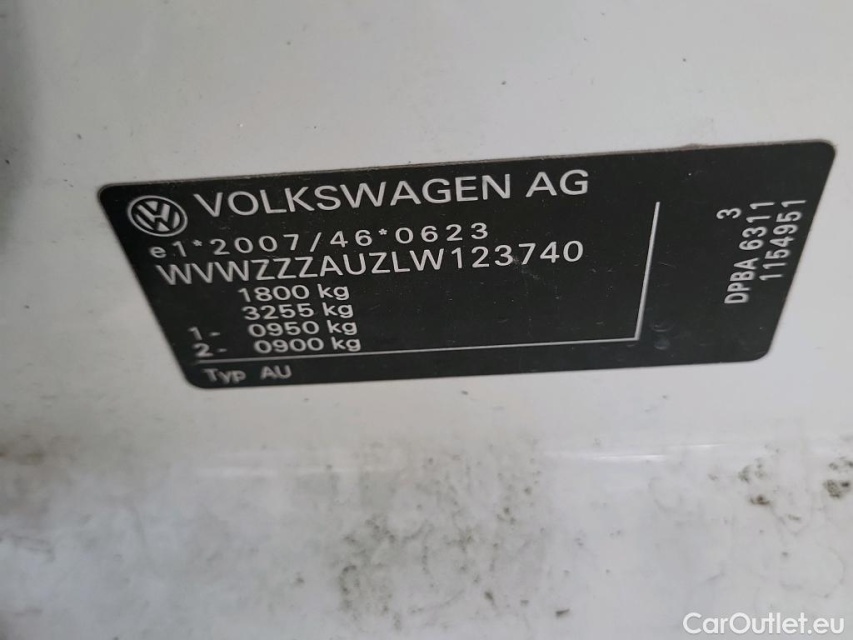 VOLKSWAGEN AG
e1*2007/46*0623
WVWZZZAUZLW123740
1800 kg
3255 kg
1- 0950 kg
2- 0900 kg
Typ AU
3
DPBA 6311
1154951
CarOutlet.eu